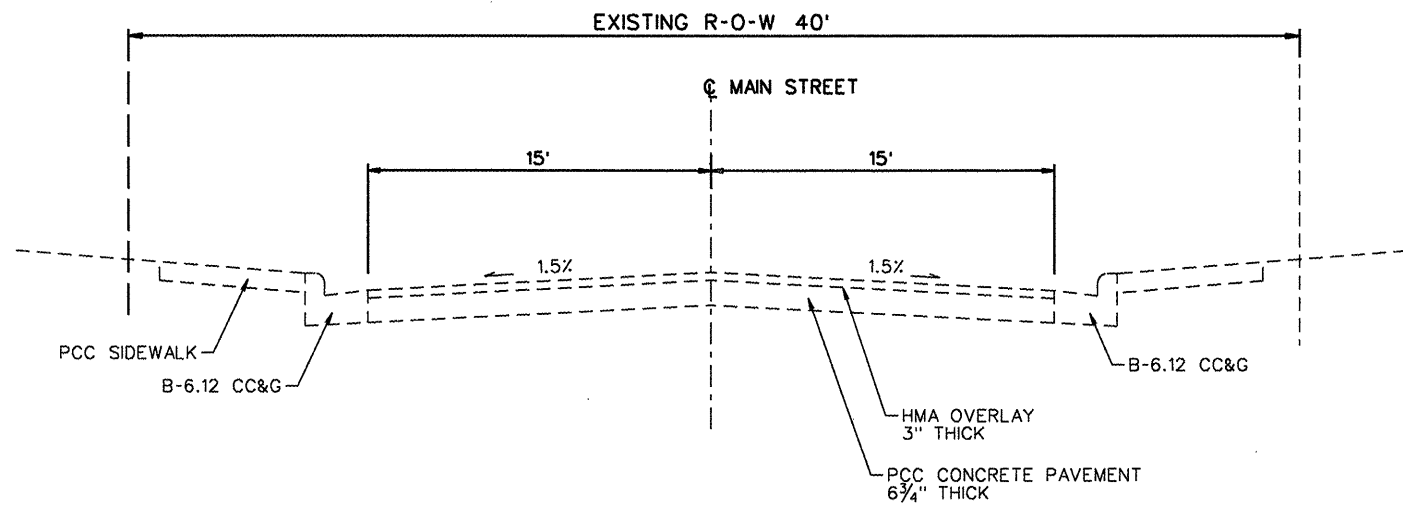 EXISTING R-O-W 40'
℄ MAIN STREET
15' 15'
1.5% 1.5%
PCC SIDEWALK
B-6.12 CC&G
B-6.12 CC&G
HMA OVERLAY
3" THICK
PCC CONCRETE PAVEMENT
6¾" THICK